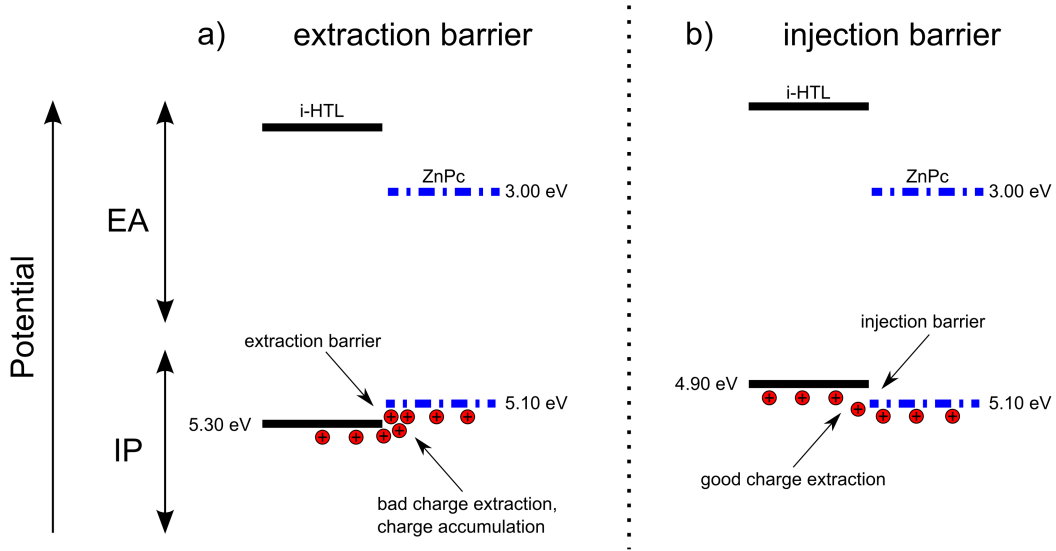 a) extraction barrier
i-HTL
ZnPc
3.00 eV
EA
Potential
extraction barrier
5.10 eV
5.30 eV
IP
bad charge extraction,
charge accumulation
b) injection barrier
i-HTL
ZnPc
3.00 eV
injection barrier
4.90 eV
5.10 eV
good charge extraction